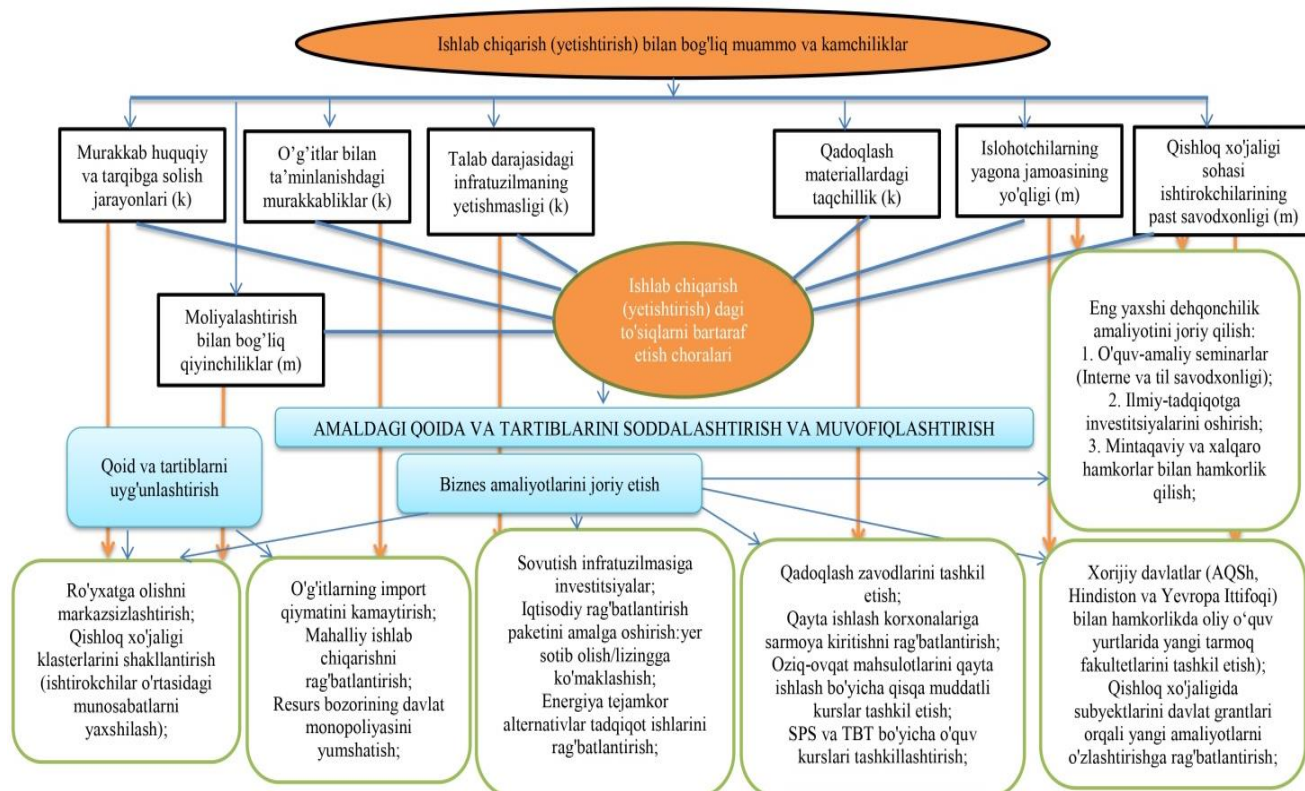 Ishlab chiqarish (yetishtirish) bilan bog'liq muammo va kamchiliklar
Murakkab huquqiy
va tarqibga solish
jarayonlari (k)
O’g’itlar bilan
ta’minlanishdagi
murakkabliklar (k)
Talab darajasidagi
infratuzilmaning
yetishmasligi (k)
Qadoqlash
materiallardagi
taqchillik (k)
Islohotchilarning
yagona jamoasining
yo'qligi (m)
Qishloq xo'jaligi
sohasi
ishtirokchilarining
past savodxonligi (m)
Moliyalashtirish
bilan bog’liq
qiyinchiliklar (m)
Ishlab chiqarish
(yetishtirish) dagi
to'siqlarni bartaraf
etish choralari
Eng yaxshi dehqonchilik
amaliyotini joriy qilish:
1. O'quv-amaliy seminarlar
(Interne va til savodxonligi);
2. Ilmiy-tadqiqotga
investitsiyalarini oshirish;
3. Mintaqaviy va xalqaro
hamkorlar bilan hamkorlik
qilish;
AMALDAGI QOIDA VA TARTIBLARINI SODDALASHTIRISH VA MUVOFIQLASHTIRISH
Qoid va tartiblarni
uyg'unlashtirish
Biznes amaliyotlarini joriy etish
Ro'yxatga olishni
markazsizlashtirish;
Qishloq xo'jaligi
klasterlarini shakllantirish
(ishtirokchilar o'rtasidagi
munosabatlarni
yaxshilash);
O'g'itlarning import
qiymatini kamaytirish;
Mahalliy ishlab
chiqarishni
rag'batlantirish;
Resurs bozorining davlat
monopoliyasini
yumshatish;
Sovutish infratuzilmasiga
investitsiyalar;
Iqtisodiy rag'batlantirish
paketini amalga oshirish:yer
sotib olish/lizingga
ko'maklashish;
Energiya tejamkor
alternativlar tadqiqot ishlarini
rag'batlantirish;
Qadoqlash zavodlarini tashkil
etish;
Qayta ishlash korxonalariga
sarmoya kiritishni rag'batlantirish;
Oziq-ovqat mahsulotlarini qayta
ishlash bo'yicha qisqa muddatli
kurslar tashkil etish;
SPS va TBT bo'yicha o'quv
kurslari tashkillashtirish;
Xorijiy davlatlar (AQSh,
Hindiston va Yevropa Ittifoqi)
bilan hamkorlikda oliy o‘quv
yurtlarida yangi tarmoq
fakultetlarini tashkil etish);
Qishloq xo'jaligida
subyektlarini davlat grantlari
orqali yangi amaliyotlarni
o'zlashtirishga rag'batlantirish;